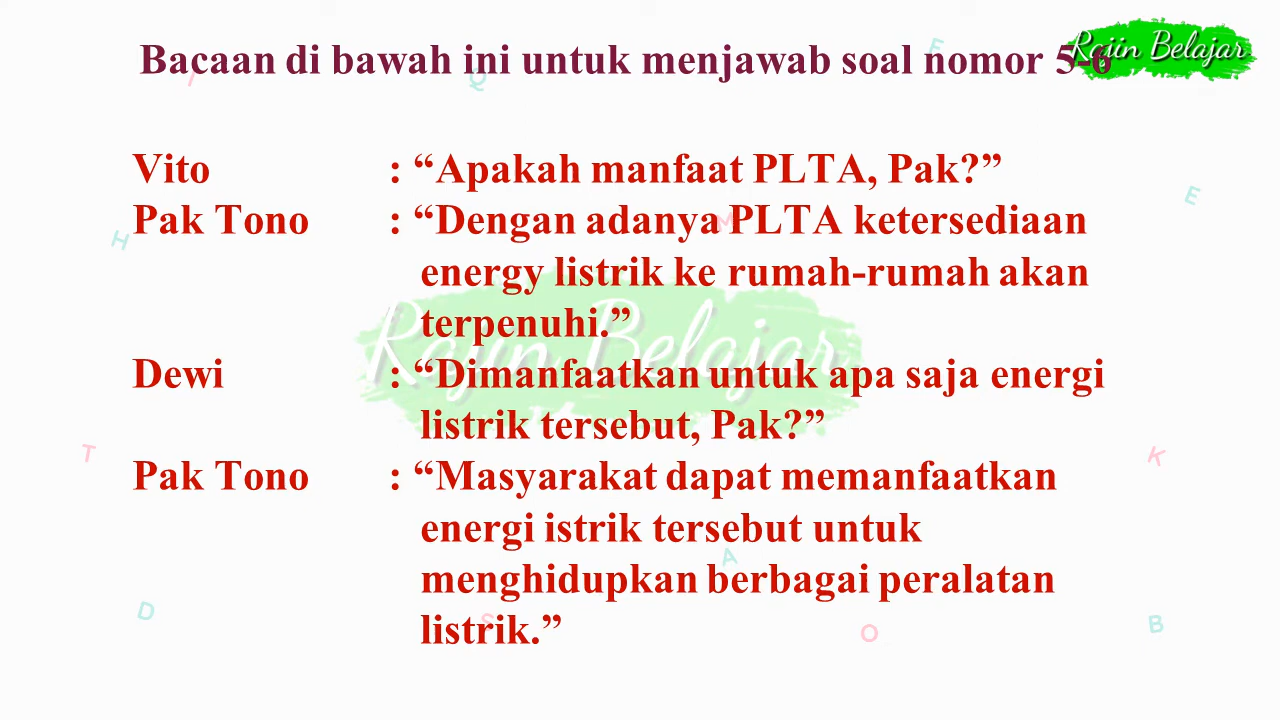 Bacaan di bawah ini untuk menjawab soal nomor 5-6
Rajin Belajar
Vito : “Apakah manfaat PLTA, Pak?”
Pak Tono : “Dengan adanya PLTA ketersediaan
energy listrik ke rumah-rumah akan
terpenuhi.”
Rajin Belajar
Dewi : “Dimanfaatkan untuk apa saja energi
listrik tersebut, Pak?”
Pak Tono : “Masyarakat dapat memanfaatkan
energi istrik tersebut untuk
menghidupkan berbagai peralatan
listrik.”
I
Q
F
E
H
M
T
K
A
D
S
O
B